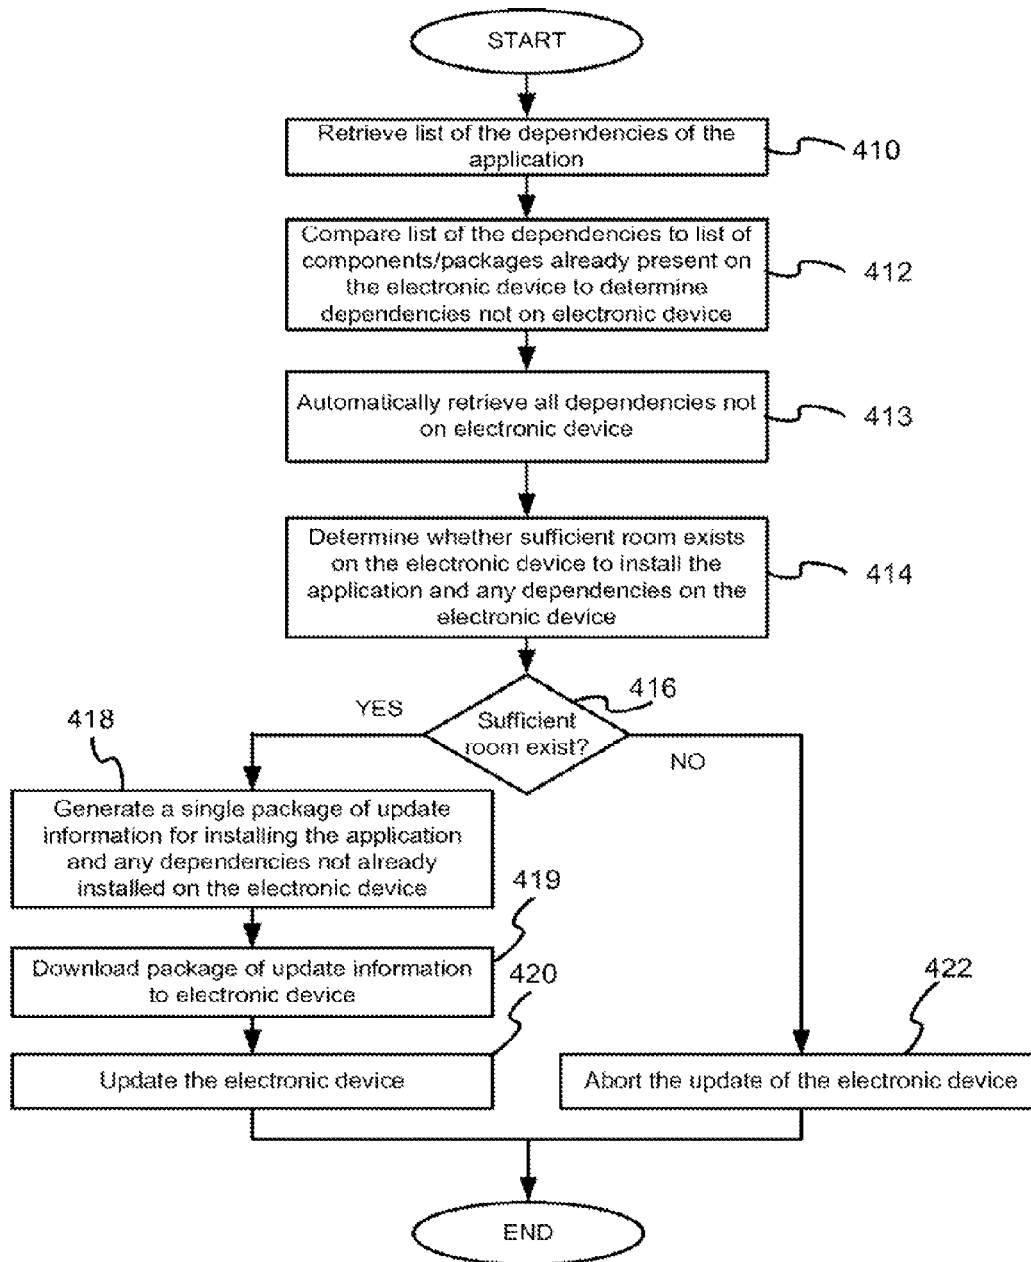 START
Retrieve list of the dependencies of the
application
410
Compare list of the dependencies to list of
components/packages already present on
the electronic device to determine
dependencies not on electronic device
412
Automatically retrieve all dependencies not
on electronic device
413
Determine whether sufficient room exists
on the electronic device to install the
application and any dependencies on the
electronic device
414
416
YES
Sufficient
room exist?
NO
418
Generate a single package of update
information for installing the application
and any dependencies not already
installed on the electronic device
419
Download package of update information
to electronic device
420
Update the electronic device
422
Abort the update of the electronic device
END